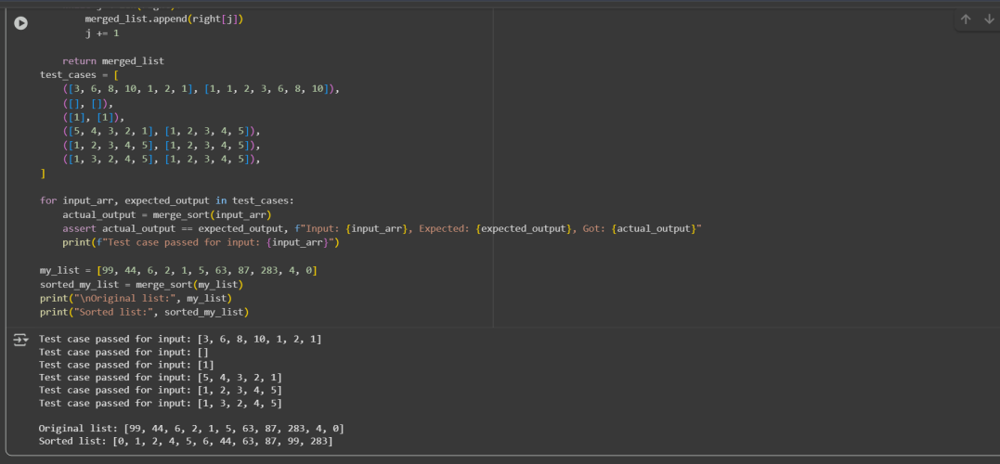 merged_list.append(right[j])
j += 1
return merged_list
test_cases = [
([3, 6, 8, 10, 1, 2, 1], [1, 1, 2, 3, 6, 8, 10]),
([], []),
([1], [1]),
([5, 4, 3, 2, 1], [1, 2, 3, 4, 5]),
([1, 2, 3, 4, 5], [1, 2, 3, 4, 5]),
([1, 3, 2, 4, 5], [1, 2, 3, 4, 5]),
]
for input_arr, expected_output in test_cases:
actual_output = merge_sort(input_arr)
assert actual_output == expected_output, f"Input: {input_arr}, Expected: {expected_output}, Got: {actual_output}"
print(f"Test case passed for input: {input_arr}")
my_list = [99, 44, 6, 2, 1, 5, 63, 87, 283, 4, 0]
sorted_my_list = merge_sort(my_list)
print("\nOriginal list:", my_list)
print("Sorted list:", sorted_my_list)
Test case passed for input: [3, 6, 8, 10, 1, 2, 1]
Test case passed for input: []
Test case passed for input: [1]
Test case passed for input: [5, 4, 3, 2, 1]
Test case passed for input: [1, 2, 3, 4, 5]
Test case passed for input: [1, 3, 2, 4, 5]
Original list: [99, 44, 6, 2, 1, 5, 63, 87, 283, 4, 0]
Sorted list: [0, 1, 2, 4, 5, 6, 44, 63, 87, 99, 283]